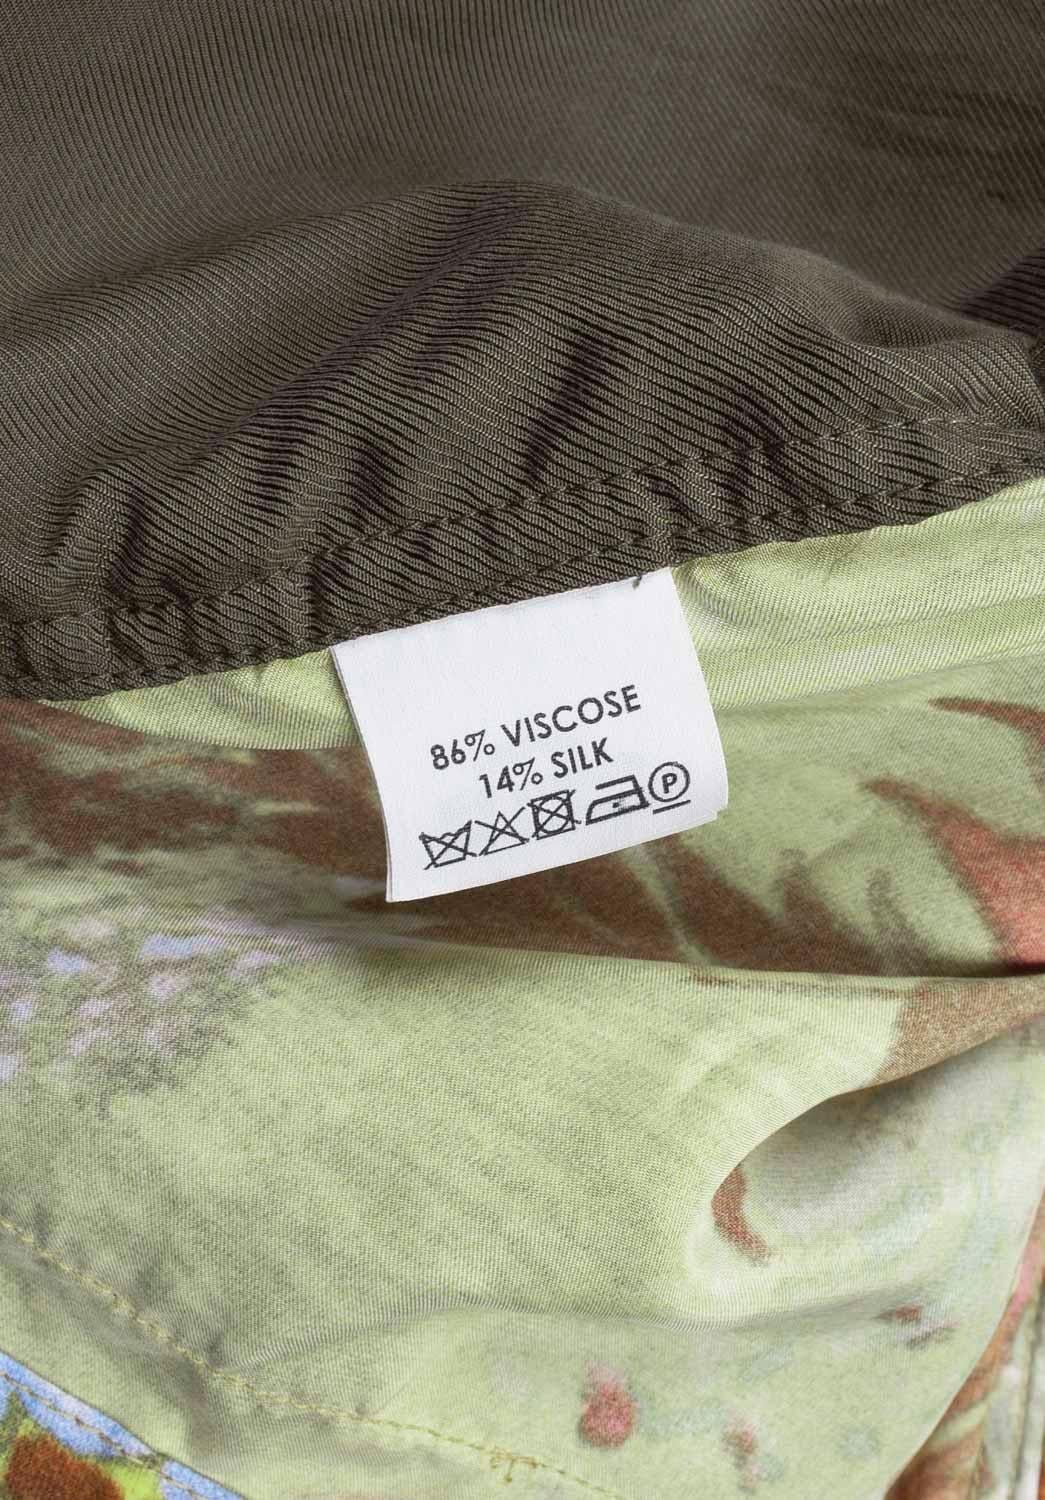 86% VISCOSE
14% SILK
P